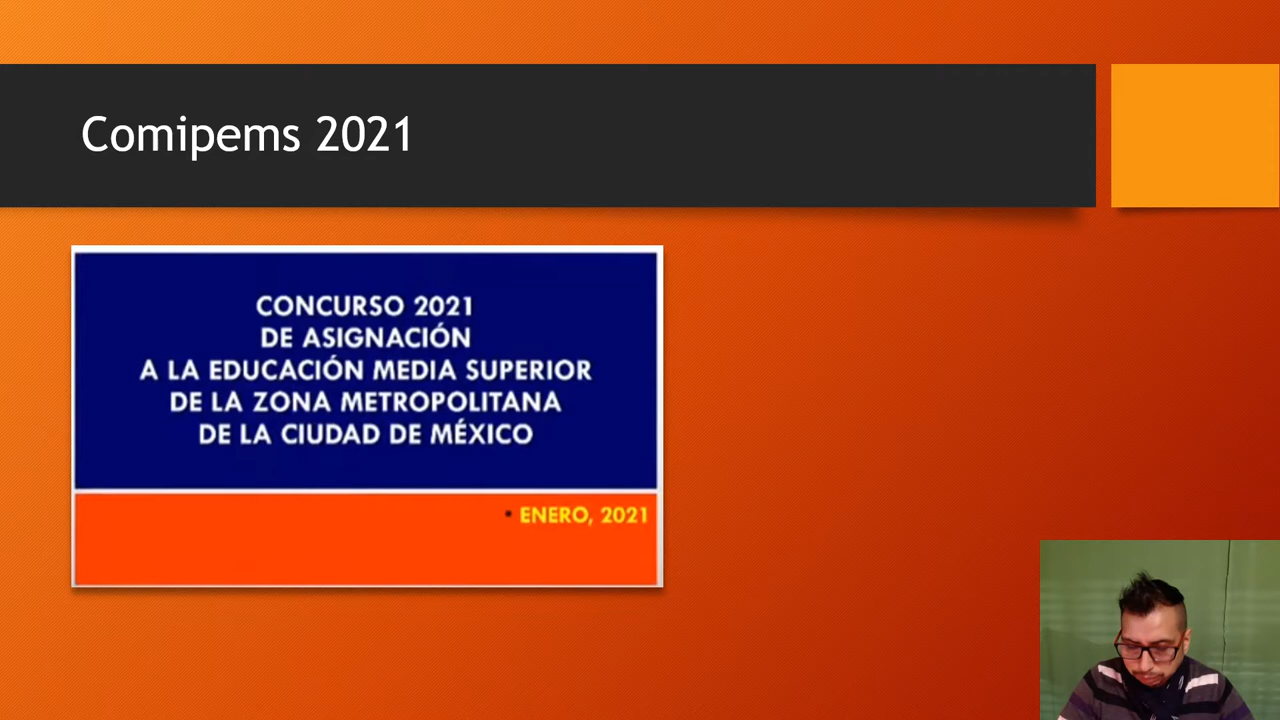 Comipems 2021
CONCURSO 2021
DE ASIGNACIÓN
A LA EDUCACIÓN MEDIA SUPERIOR
DE LA ZONA METROPOLITANA
DE LA CIUDAD DE MÉXICO
• ENERO, 2021